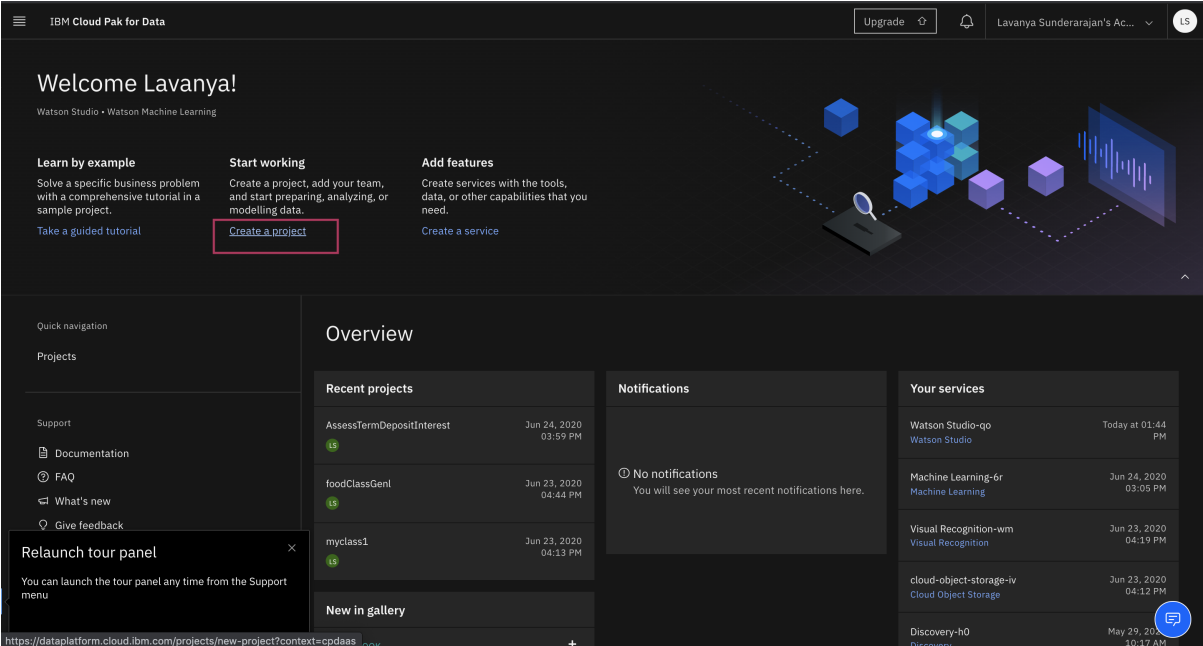 IBM Cloud Pak for Data
Upgrade
Lavanya Sunderarajan's Ac...
LS
Welcome Lavanya!
Watson Studio • Watson Machine Learning
Learn by example
Solve a specific business problem
with a comprehensive tutorial in a
sample project.
Take a guided tutorial
Start working
Create a project, add your team,
and start preparing, analyzing, or
modelling data.
Create a project
Add features
Create services with the tools,
data, or other capabilities that you
need.
Create a service
Quick navigation
Projects
Support
Documentation
FAQ
What's new
Give feedback
Relaunch tour panel
You can launch the tour panel any time from the Support
menu
https://dataplatform.cloud.ibm.com/projects/new-project?context=cpdaas
Overview
Recent projects
AssessTermDepositInterest
Jun 24, 2020
03:59 PM
LS
foodClassGenl
Jun 23, 2020
04:44 PM
LS
myclass1
Jun 23, 2020
04:13 PM
LS
New in gallery
Notifications
No notifications
You will see your most recent notifications here.
Your services
Watson Studio-qo
Watson Studio
Today at 01:44
PM
Machine Learning-6r
Machine Learning
Jun 24, 2020
03:05 PM
Visual Recognition-wm
Visual Recognition
Jun 23, 2020
04:19 PM
cloud-object-storage-iv
Cloud Object Storage
Jun 23, 2020
04:12 PM
Discovery-h0
Discovery
May 29,
10:17 AM